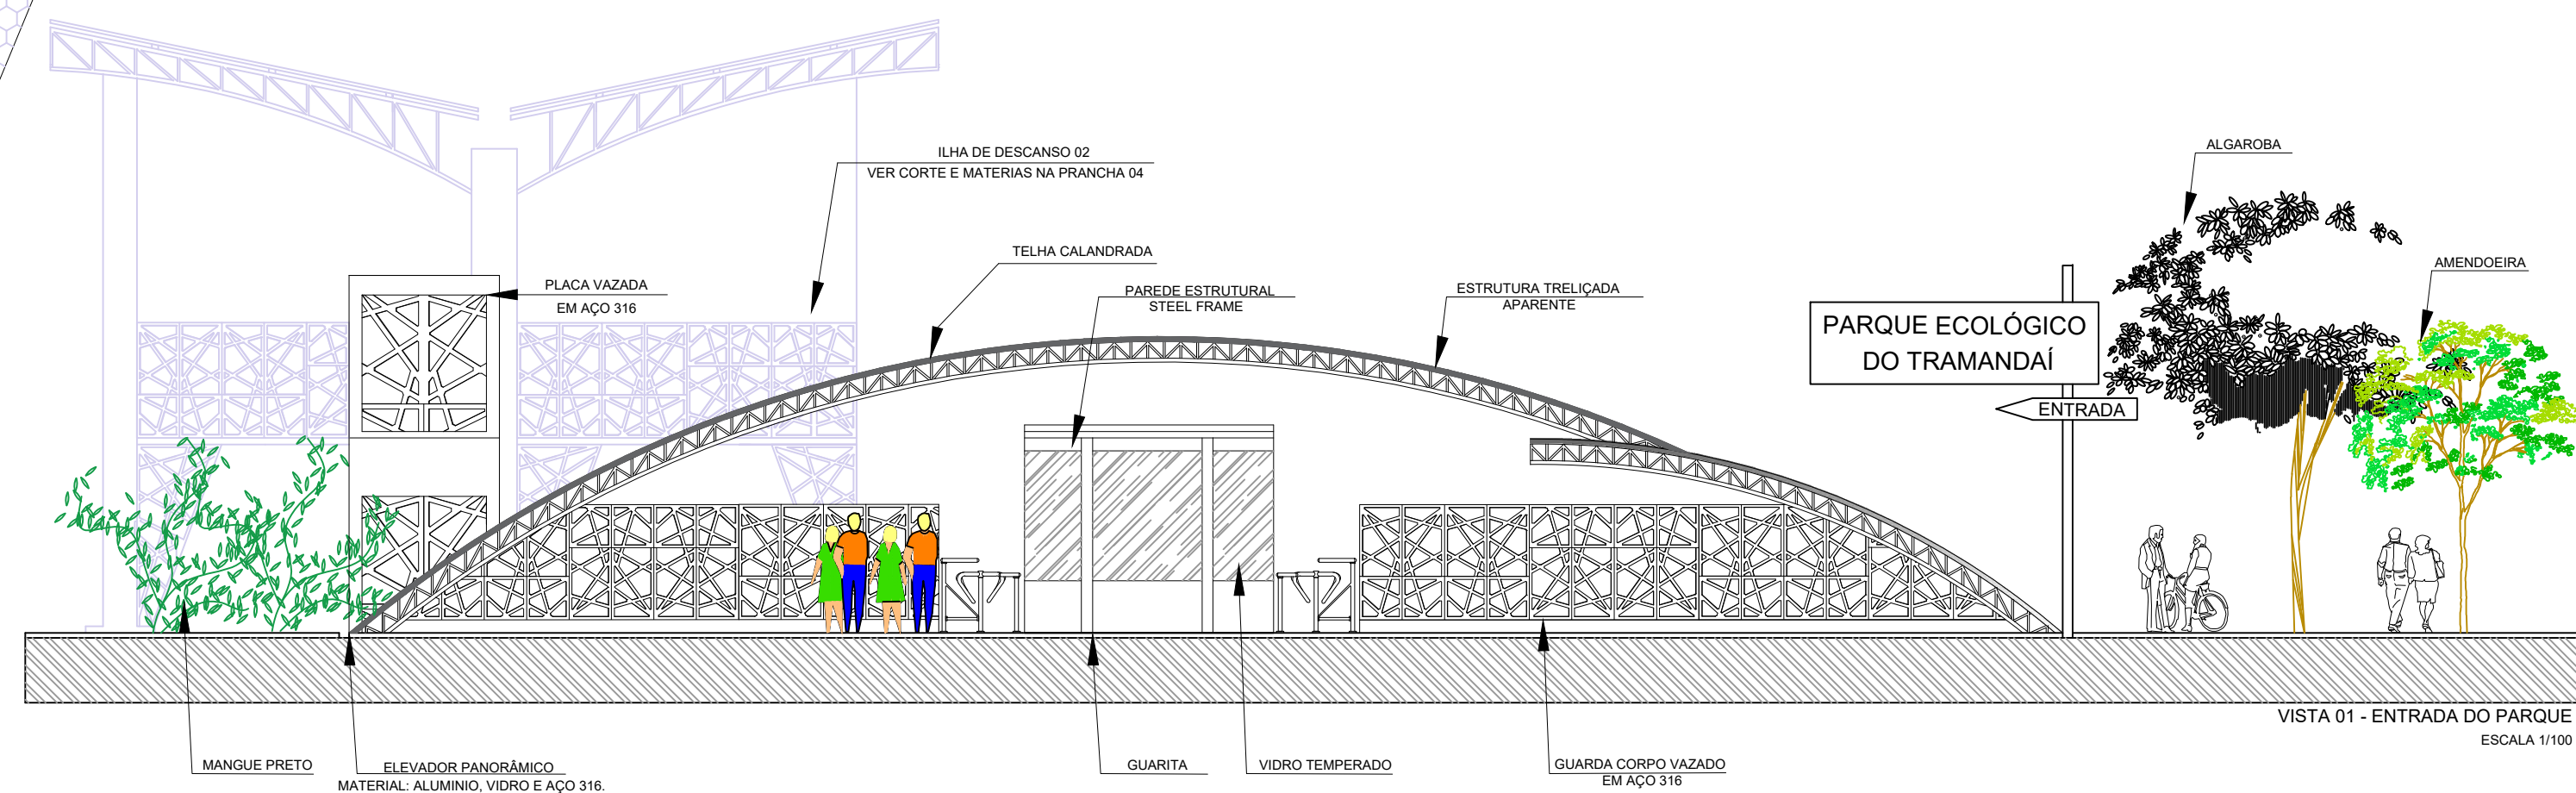 ILHA DE DESCANSO 02
VER CORTE E MATERIAS NA PRANCHA 04
ALGAROBA
TELHA CALANDRADA
AMENDOEIRA
PLACA VAZADA
EM AÇO 316
PAREDE ESTRUTURAL
STEEL FRAME
ESTRUTURA TRELIÇADA
APARENTE
PARQUE ECOLÓGICO
DO TRAMANDAÍ
ENTRADA
VISTA 01 - ENTRADA DO PARQUE
ESCALA 1/100
MANGUE PRETO
ELEVADOR PANORÂMICO
MATERIAL: ALUMINIO, VIDRO E AÇO 316.
GUARITA
VIDRO TEMPERADO
GUARDA CORPO VAZADO
EM AÇO 316